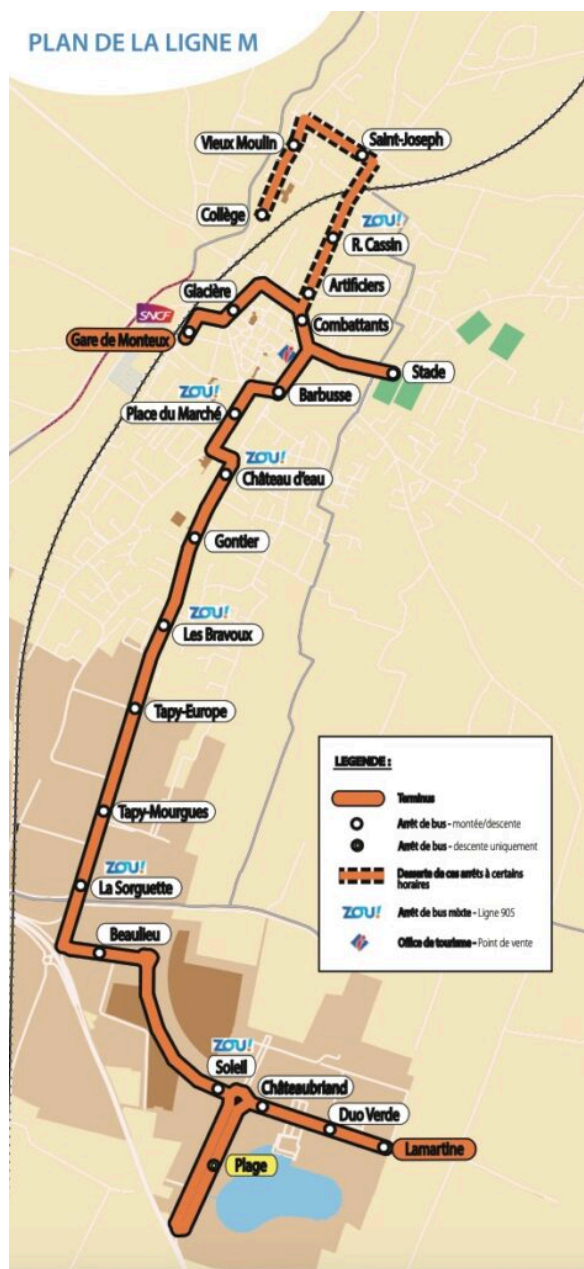 PLAN DE LA LIGNE M
Vieux Moulin
Saint-Joseph
Collège
ZOU!
R. Cassin
Glacière
Artificiers
SNCF
Combattants
Gare de Monteux
Stade
ZOU!
Barbusse
Place du Marché
ZOU!
Château d'eau
Gontier
ZOU!
Les Bravoux
Tapy-Europe
LEGENDE :
Terminus
Arrêt de bus - montée/descente
Arrêt de bus - descente uniquement
Desserte de ces arrêts à certains
horaires
ZOU! Arrêt de bus mixte - Ligne 905
Office de tourisme - Point de vente
Tapy-Mourgues
ZOU!
La Sorguette
Beaulieu
ZOU!
Soleil
Châteaubriand
Duo Verde
Lamartine
Plage